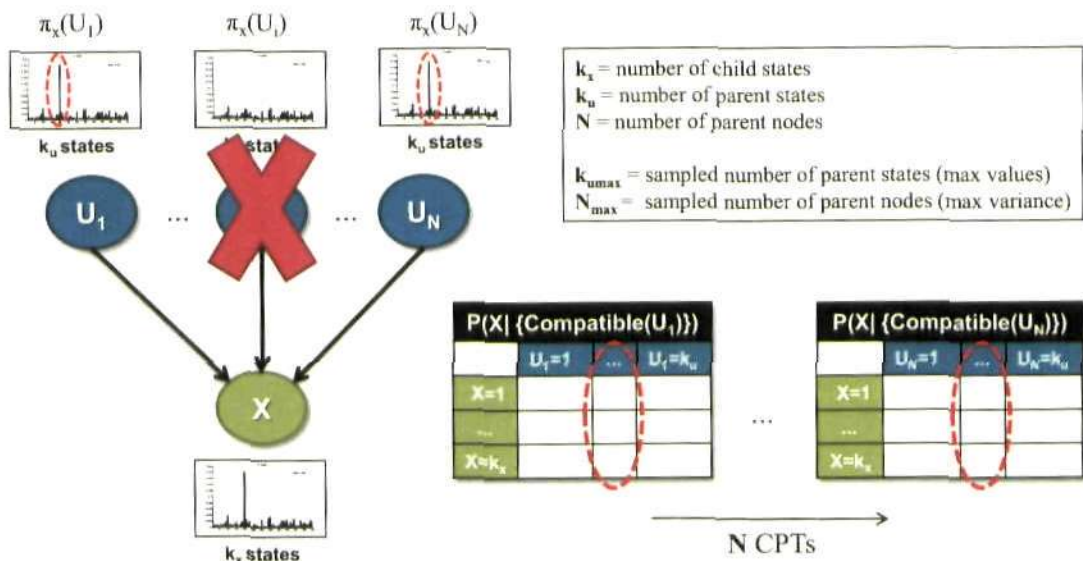 πx(U1) πx(Ui) πx(UN)
ku states ku states
U1 ... ... UN
X
kx states
kx = number of child states
ku = number of parent states
N = number of parent nodes
kumax = sampled number of parent states (max values)
Nmax = sampled number of parent nodes (max variance)
P(X| {Compatible(U1)})
U1=1 ... U1=ku
X=1
...
X=kx
...
P(X| {Compatible(UN)})
UN=1 ... UN=ku
X=1
...
X=kx
N CPTs